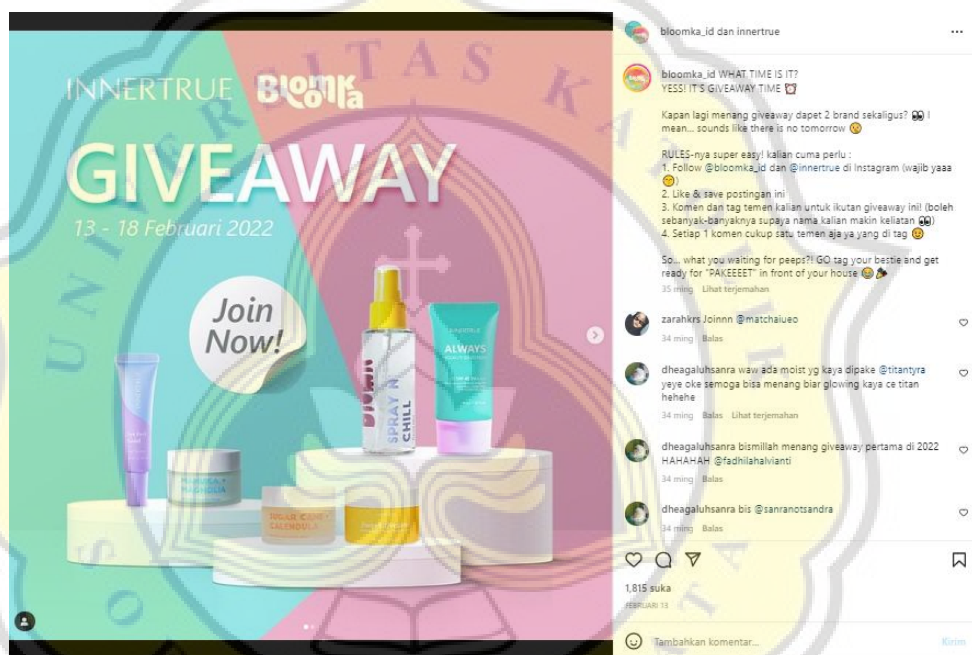 INNERTRUE Blomka
GIVEAWAY
13 - 18 Februari 2022
Join
Now!
INNERTRUE
ALWAYS
SPRAY N
CHILL
SUGAR CANE +
CALENDULA
UNIVERSITAS KA
bloomka_id dan innertrue
bloomka_id WHAT TIME IS IT?
YESS! IT'S GIVEAWAY TIME ⏰
Kapan lagi menang giveaway dapet 2 brand sekaligus? 👀 I
mean... sounds like there is no tomorrow
RULES-nya super easy! kalian cuma perlu :
1. Follow @bloomka_id dan @innertrue di Instagram (wajib yaaa
)
2. Like & save postingan ini
3. Komen dan tag temen kalian untuk ikutan giveaway ini! (boleh
sebanyak-banyaknya supaya nama kalian makin keliatan 👀)
4. Setiap 1 komen cukup satu temen aja ya yang di tag
So... what you waiting for peeps?! GO tag your bestie and get
ready for "PAKEEEET" in front of your house 😂🎉
35 ming Lihat terjemahan
zarahkrs Joinnn @matchaiueo
34 ming Balas
dheagaluhsanra waw ada moist yg kaya dipake @titantyra
yeye oke semoga bisa menang biar glowing kaya ce titan
hehehe
34 ming Balas Lihat terjemahan
dheagaluhsanra bismillah menang giveaway pertama di 2022
HAHAHAH @fadhilahalvianti
34 ming Balas
dheagaluhsanra bis @sanranotsandra
34 ming Balas
1,815 suka
FEBRUARI 13
Tambahkan komentar...
Kirim